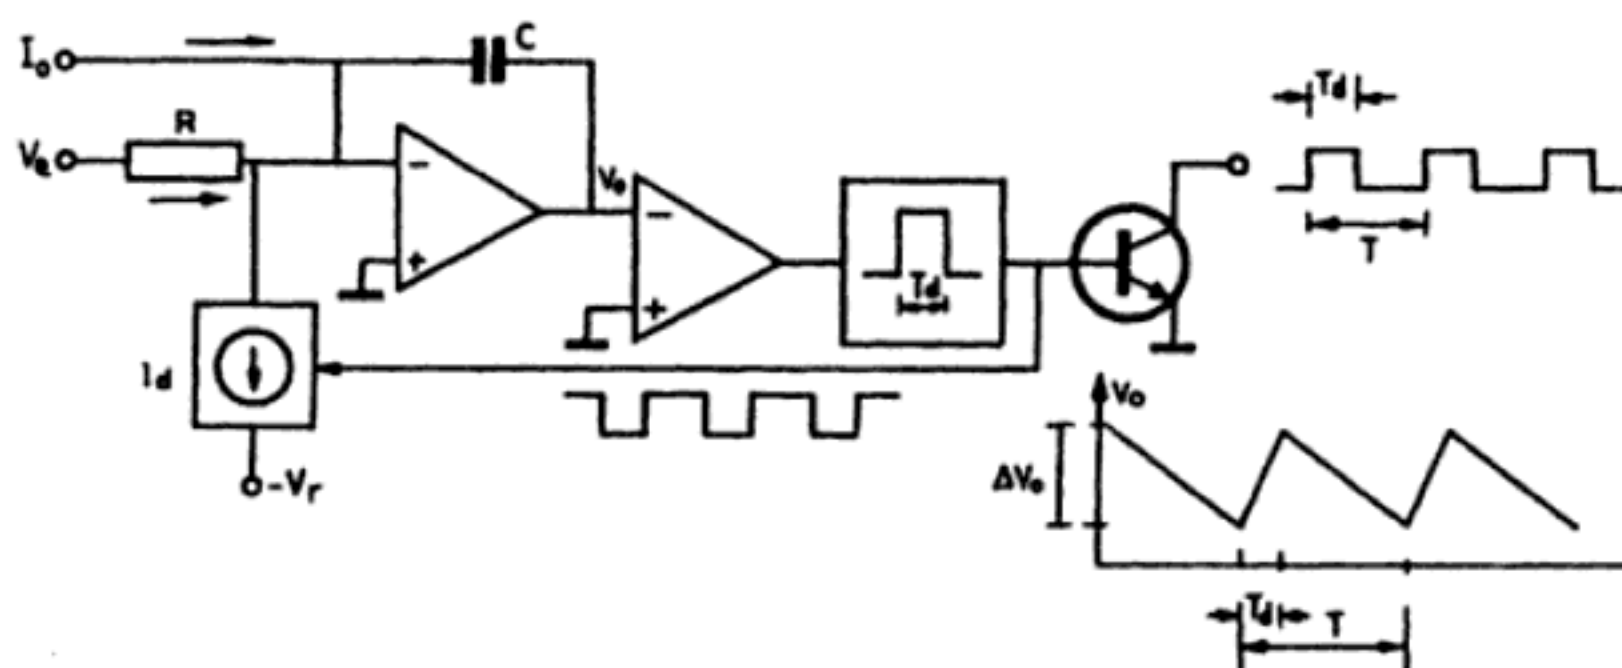 I₀
C
R
Vₑ
−
+
V₀
−
+
Td
Td
T
Id
-Vr
V₀
ΔV₀
Td
T